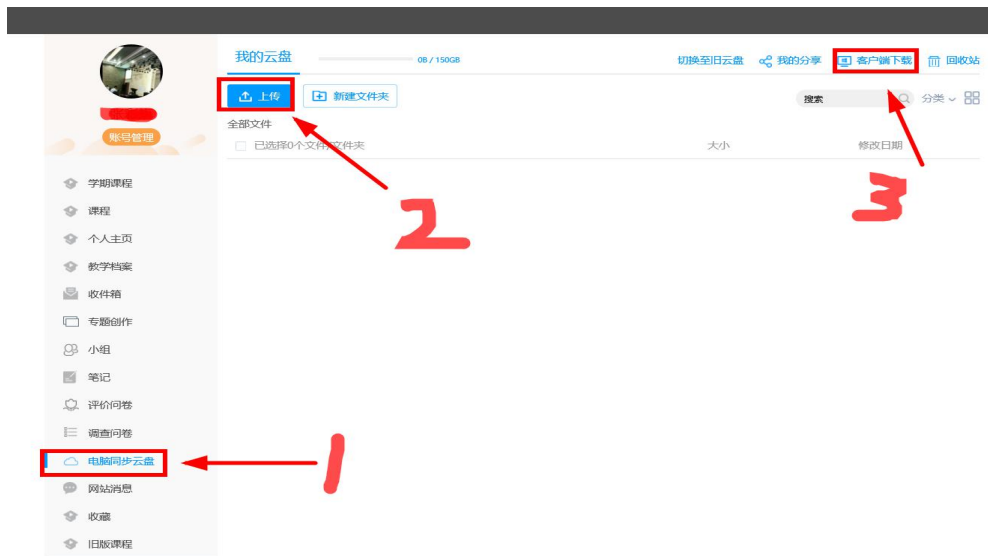 我的云盘 0B / 150GB 切换至旧云盘 我的分享 客户端下载 回收站
上传 新建文件夹 搜索 分类
全部文件
已选择0个文件/文件夹 大小 修改日期
账号管理
学期课程
课程
个人主页
教学档案
收件箱
专题创作
小组
笔记
评价问卷
调查问卷
电脑同步云盘
网站消息
收藏
旧版课程
2
3
1